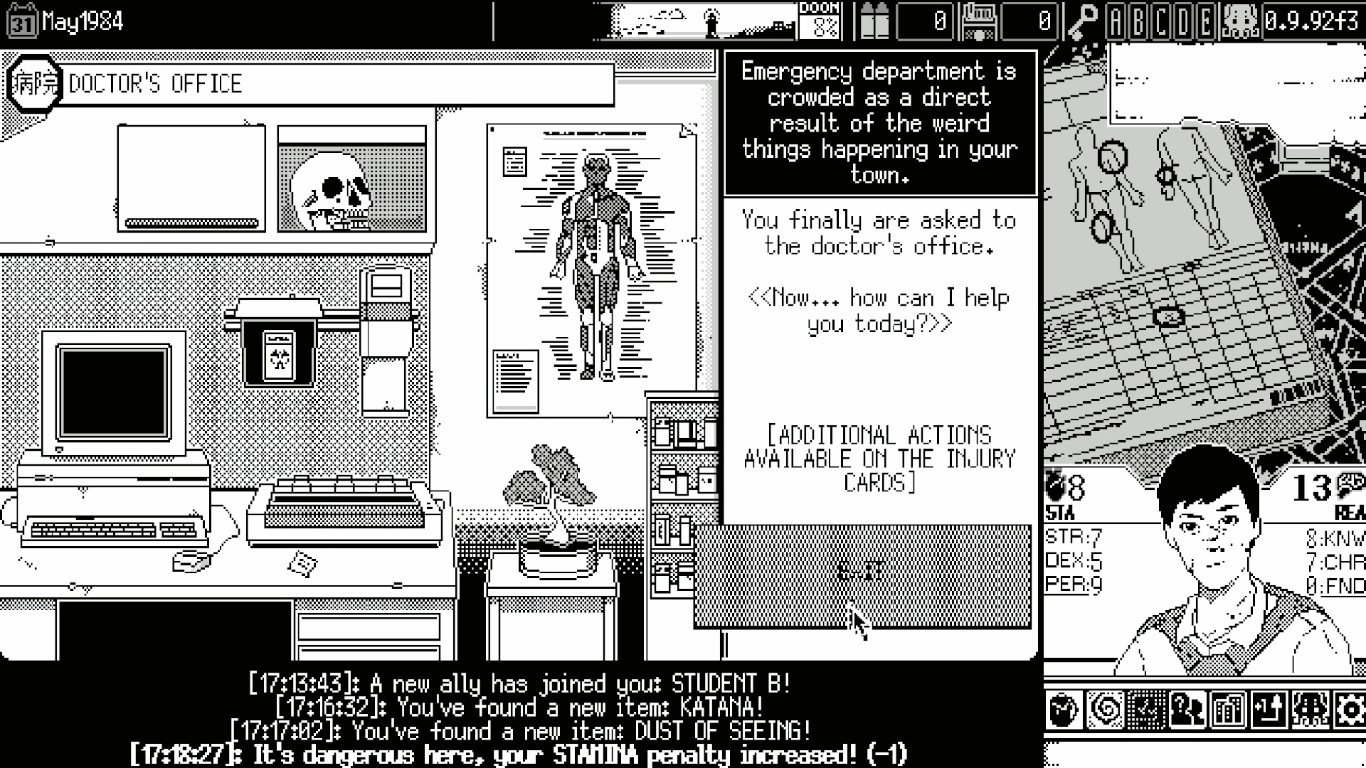 31 May1984
DOOM
8%
0
0
A B C D E
0.9.92f3
病院 DOCTOR'S OFFICE
Emergency department is
crowded as a direct
result of the weird
things happening in your
town.
You finally are asked to
the doctor's office.
<<Now... how can I help
you today?>>
[ADDITIONAL ACTIONS
AVAILABLE ON THE INJURY
CARDS]
8
STA
13
REA
STR:7
DEX:5
PER:9
8:KNW
7:CHR
0:FND
[17:13:43]: A new ally has joined you: STUDENT B!
[17:16:32]: You've found a new item: KATANA!
[17:17:02]: You've found a new item: DUST OF SEEING!
[17:18:27]: It's dangerous here, your STAMINA penalty increased! (-1)